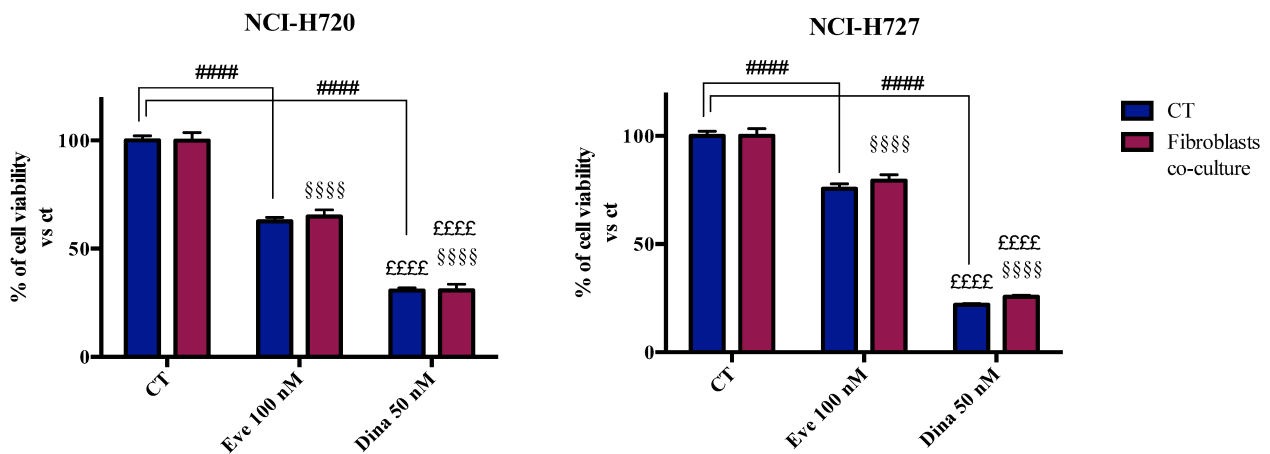 NCI-H720
####
####
100
50
0
% of cell viability
vs ct
§§§§
££££
££££
§§§§
CT
Eve 100 nM
Dina 50 nM
NCI-H727
####
####
100
50
0
% of cell viability
vs ct
§§§§
££££
££££
§§§§
CT
Eve 100 nM
Dina 50 nM
CT
Fibroblasts
co-culture